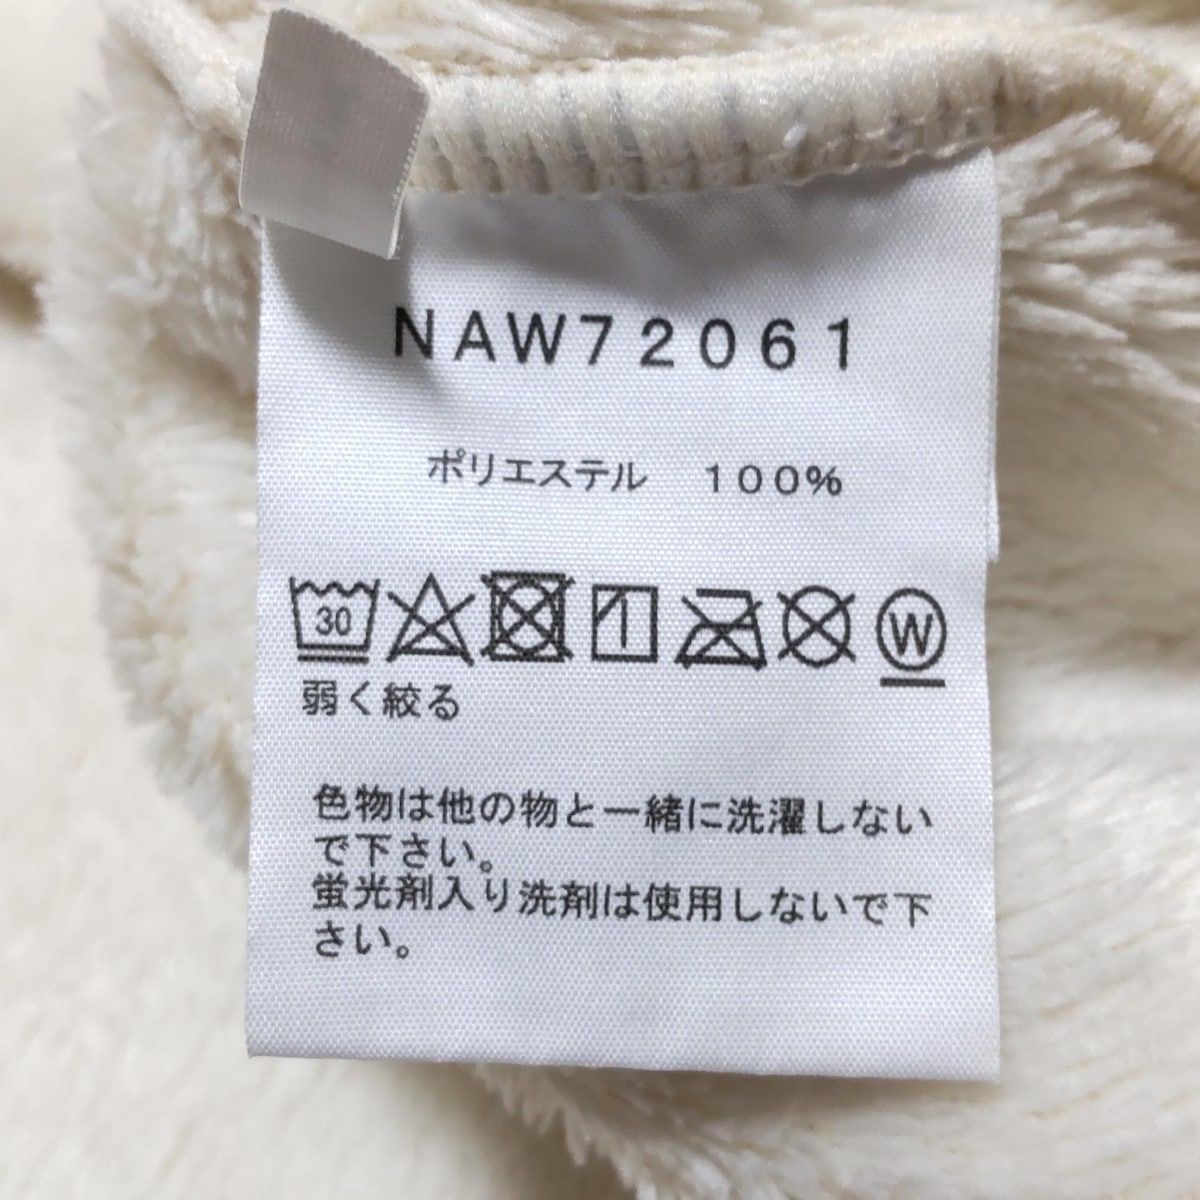 NAW72061
ポリエステル 100%
30 W
弱く絞る
色物は他の物と一緒に洗濯しない
で下さい。
蛍光剤入り洗剤は使用しないで下
さい。